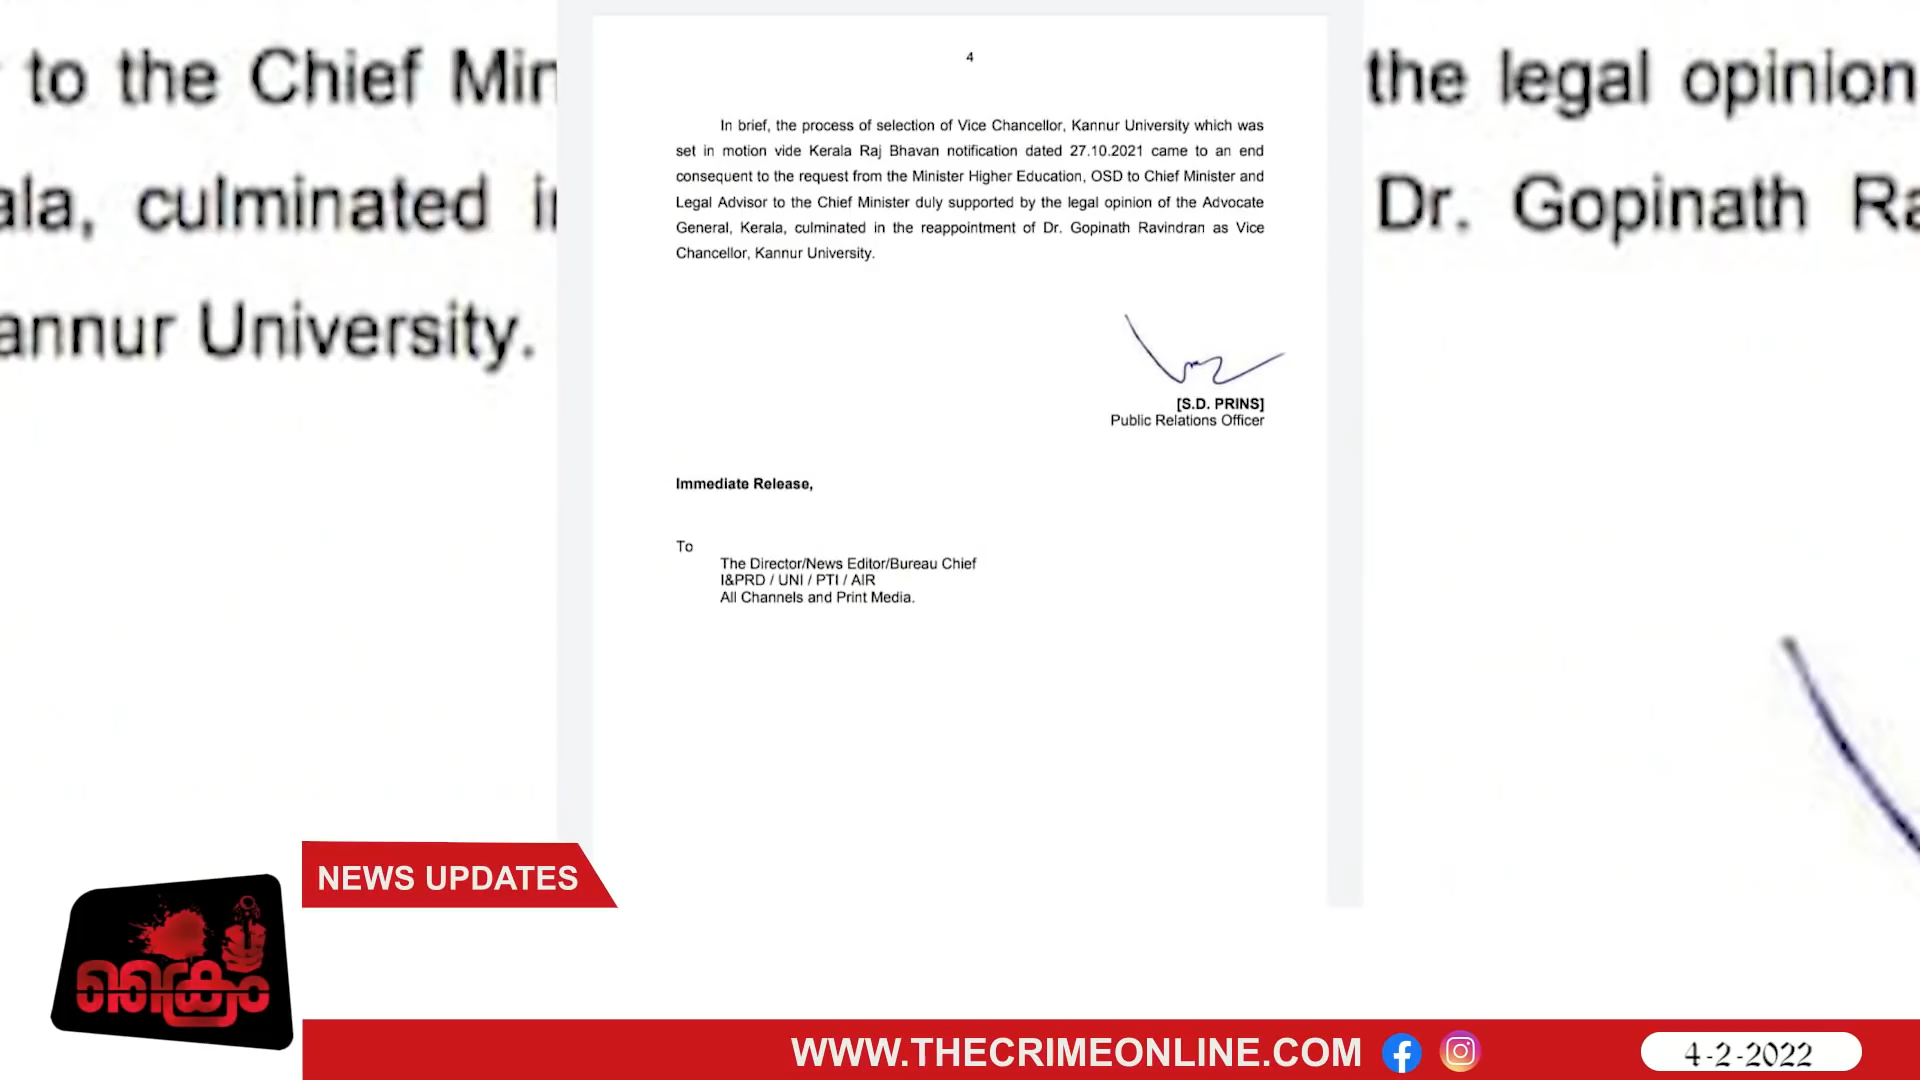 to the Chief Min
ala, culminated i
annur University.
4
In brief, the process of selection of Vice Chancellor, Kannur University which was
set in motion vide Kerala Raj Bhavan notification dated 27.10.2021 came to an end
consequent to the request from the Minister Higher Education, OSD to Chief Minister and
Legal Advisor to the Chief Minister duly supported by the legal opinion of the Advocate
General, Kerala, culminated in the reappointment of Dr. Gopinath Ravindran as Vice
Chancellor, Kannur University.
[S.D. PRINS]
Public Relations Officer
Immediate Release,
To
The Director/News Editor/Bureau Chief
I&PRD / UNI / PTI / AIR
All Channels and Print Media.
the legal opinion
Dr. Gopinath Ra
NEWS UPDATES
ക്രൈം
WWW.THECRIMEONLINE.COM
4-2-2022